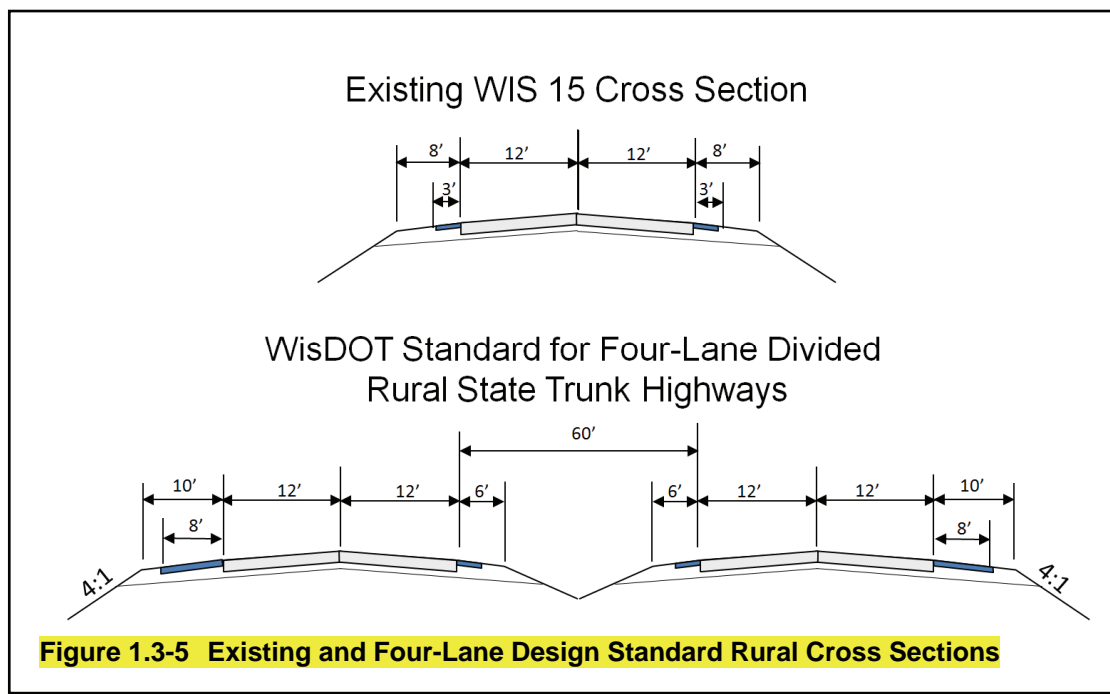 Existing WIS 15 Cross Section
8’ 12’ 12’ 8’
3’ 3’
WisDOT Standard for Four-Lane Divided
Rural State Trunk Highways
60’
10’ 12’ 12’ 6’ 6’ 12’ 12’ 10’
8’ 8’
4:1 4:1
Figure 1.3-5 Existing and Four-Lane Design Standard Rural Cross Sections